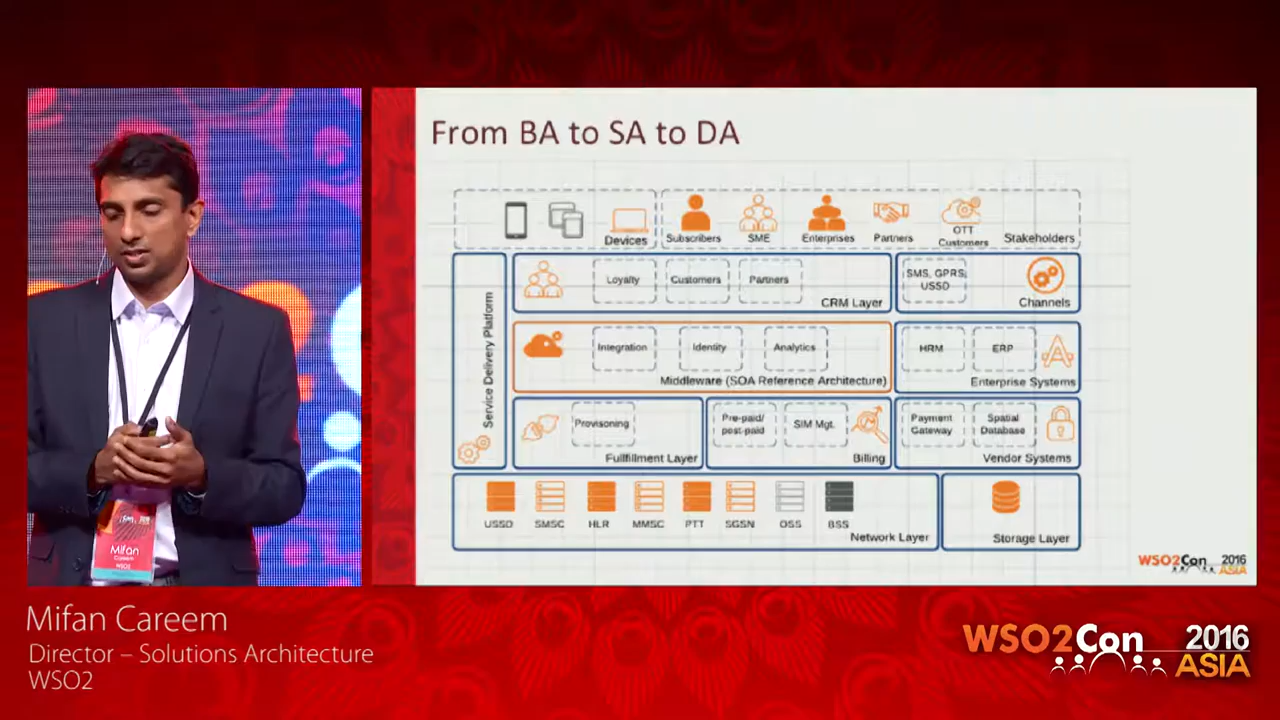 From BA to SA to DA
Devices
Subscribers
SME
Enterprises
Partners
OTT
Customers
Stakeholders
Service Delivery Platform
Loyalty
Customers
Partners
CRM Layer
SMS, GPRS,
USSD
Channels
Integration
Identity
Analytics
Middleware (SOA Reference Architecture)
HRM
ERP
Enterprise Systems
Provisioning
Fullfillment Layer
Pre-paid/
post-paid
SIM Mgt.
Billing
Payment
Gateway
Spatial
Database
Vendor Systems
USSD
SMSC
HLR
MMSC
PTT
SGSN
OSS
BSS
Network Layer
Storage Layer
WSO2Con 2016
ASIA
Mifan
Careem
WSO2
Mifan Careem
Director – Solutions Architecture
WSO2
WSO2Con 2016
ASIA